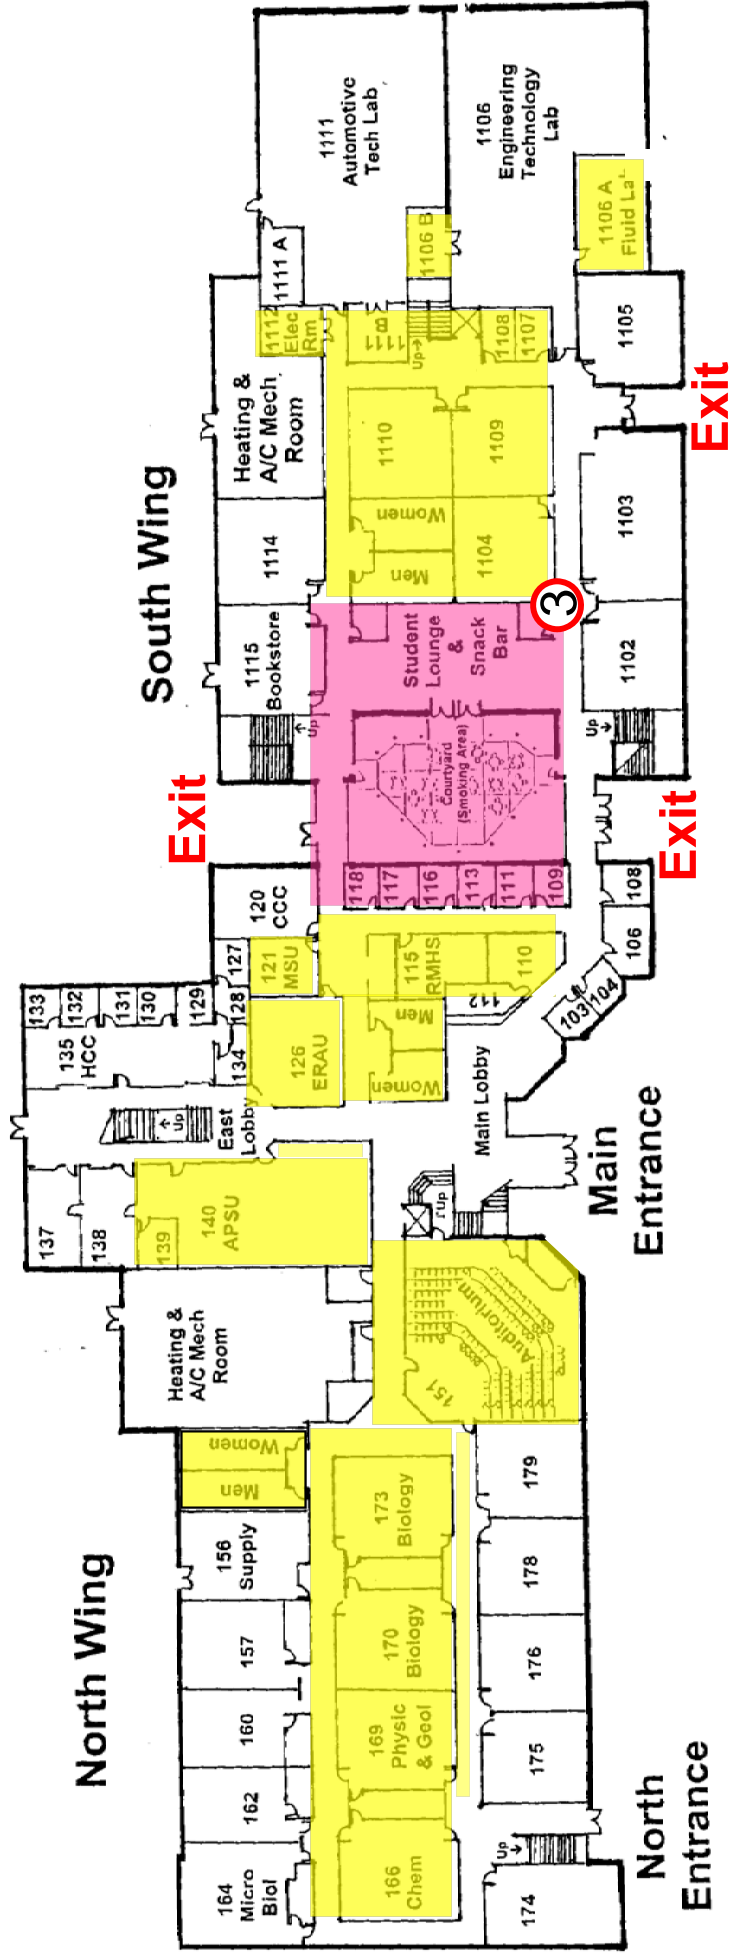 1111
Automotive
Tech Lab
1106
Engineering
Technology
Lab
1111 A
1106 B
1106 A
1112
Elec
Rm
Up
1108
1107
1105
Exit
Heating &
A/C Mech.
Room
1110
1109
1103
Women
Men
1104
1114
South Wing
3
1115
Bookstore
Student
Lounge
&
Snack
Bar
1102
Up
Up
Courtyard
(Smoking Area)
Exit
Exit
120
CCC
118
117
116
113
111
109
108
106
127
121
MSU
115
RMHS
110
112
104
103
133
132
131
130
129
128
135
HCC
134
126
ERAU
Men
Women
Up
East
Lobby
Main Lobby
Main
Entrance
137
138
139
140
APSU
Up
Heating &
A/C Mech
Room
151
Auditorium
Women
Men
156
Supply
173
Biology
179
178
North Wing
157
170
Biology
176
160
169
Physic
& Geol
175
162
164
Micro
Biol
166
Chem
Up
174
North
Entrance